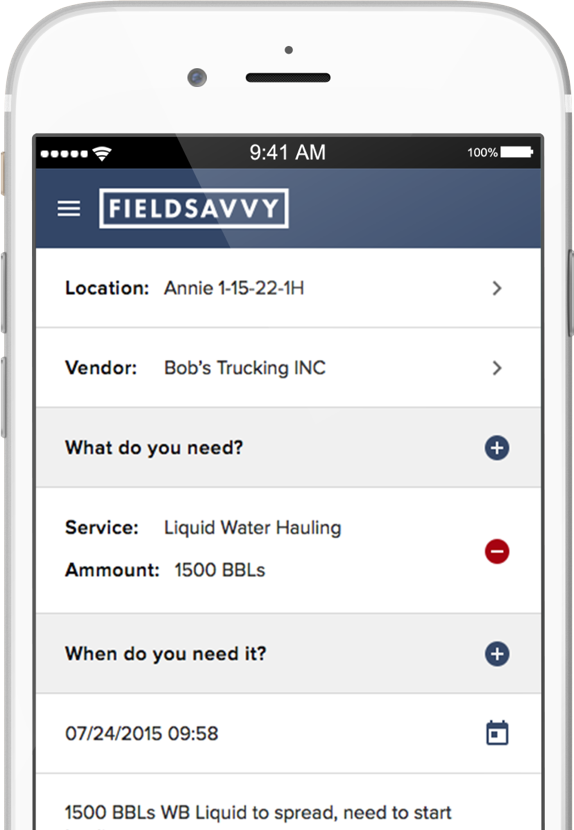 9:41 AM 100%
FIELDSAVVY
Location: Annie 1-15-22-1H
Vendor: Bob's Trucking INC
What do you need?
Service: Liquid Water Hauling
Ammount: 1500 BBLs
When do you need it?
07/24/2015 09:58
1500 BBLs WB Liquid to spread, need to start